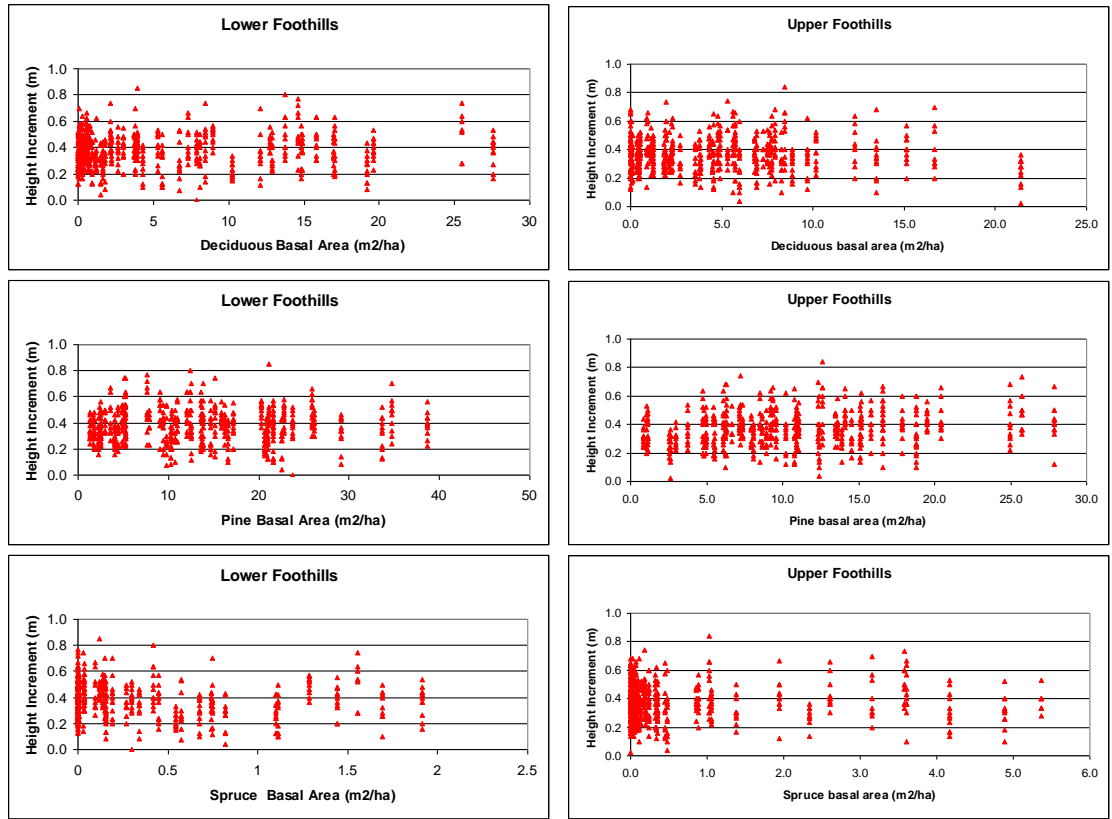 Lower Foothills
Height Increment (m)
1.0
0.8
0.6
0.4
0.2
0.0
0 5 10 15 20 25 30
Deciduous Basal Area (m2/ha)
Upper Foothills
Height Increment (m)
1.0
0.8
0.6
0.4
0.2
0.0
0.0 5.0 10.0 15.0 20.0 25.0
Deciduous basal area (m2/ha)
Lower Foothills
Height Increment (m)
1.0
0.8
0.6
0.4
0.2
0.0
0 10 20 30 40 50
Pine Basal Area (m2/ha)
Upper Foothills
Height Increment (m)
1.0
0.8
0.6
0.4
0.2
0.0
0.0 5.0 10.0 15.0 20.0 25.0 30.0
Pine basal area (m2/ha)
Lower Foothills
Height Increment (m)
1.0
0.8
0.6
0.4
0.2
0.0
0 0.5 1 1.5 2 2.5
Spruce Basal Area (m2/ha)
Upper Foothills
Height Increment (m)
1.0
0.8
0.6
0.4
0.2
0.0
0.0 1.0 2.0 3.0 4.0 5.0 6.0
Spruce basal area (m2/ha)